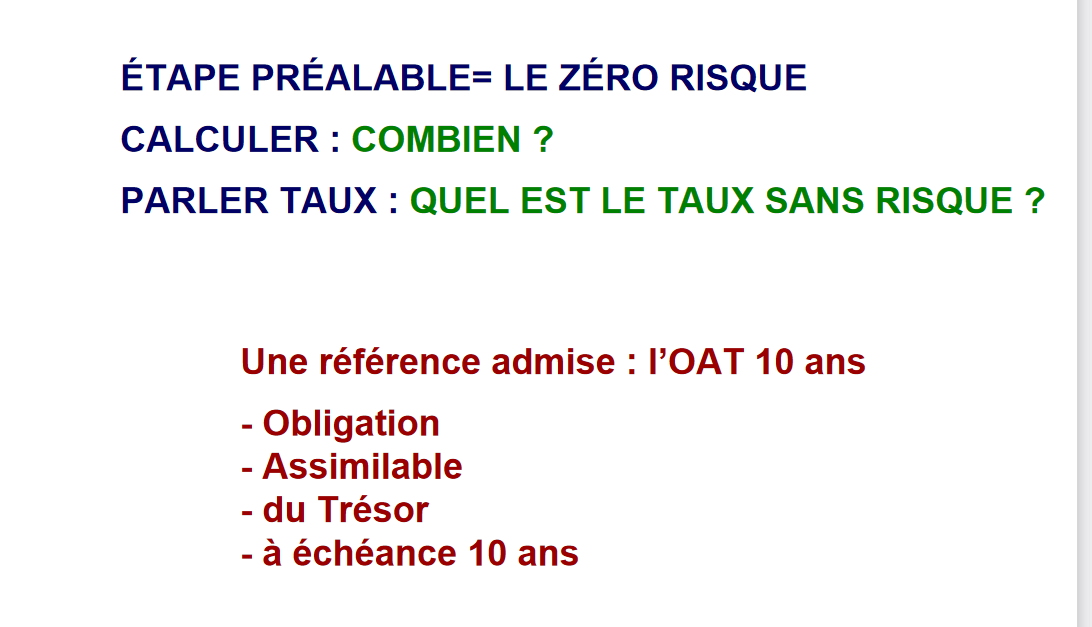 ÉTAPE PRÉALABLE= LE ZÉRO RISQUE
CALCULER : COMBIEN ?
PARLER TAUX : QUEL EST LE TAUX SANS RISQUE ?
Une référence admise : l’OAT 10 ans
- Obligation
- Assimilable
- du Trésor
- à échéance 10 ans